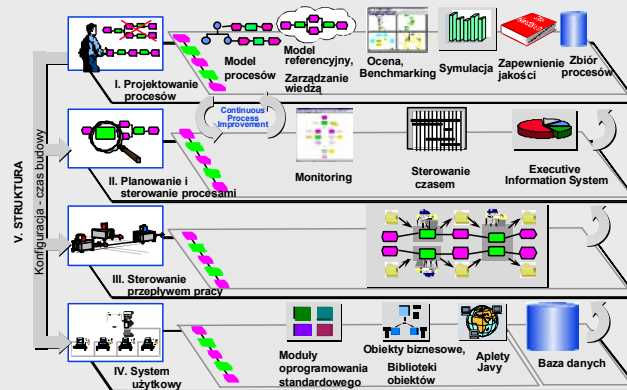 V. STRUKTURA
Konfiguracja - czas budowy
I. Projektowanie
procesów
Model
procesów
Model
referencyjny,
Zarządzanie
wiedzą
Ocena,
Benchmarking
Symulacja
Zapewnienie
jakości
Zbiór
procesów
Continuous
Process
Improvement
II. Planowanie i
sterowanie procesami
Monitoring
Sterowanie
czasem
Executive
Information System
III. Sterowanie
przepływem pracy
IV. System
użytkowy
Moduły
oprogramowania
standardowego
Obiekty biznesowe,
Biblioteki
obiektów
Aplety
Javy
Baza danych